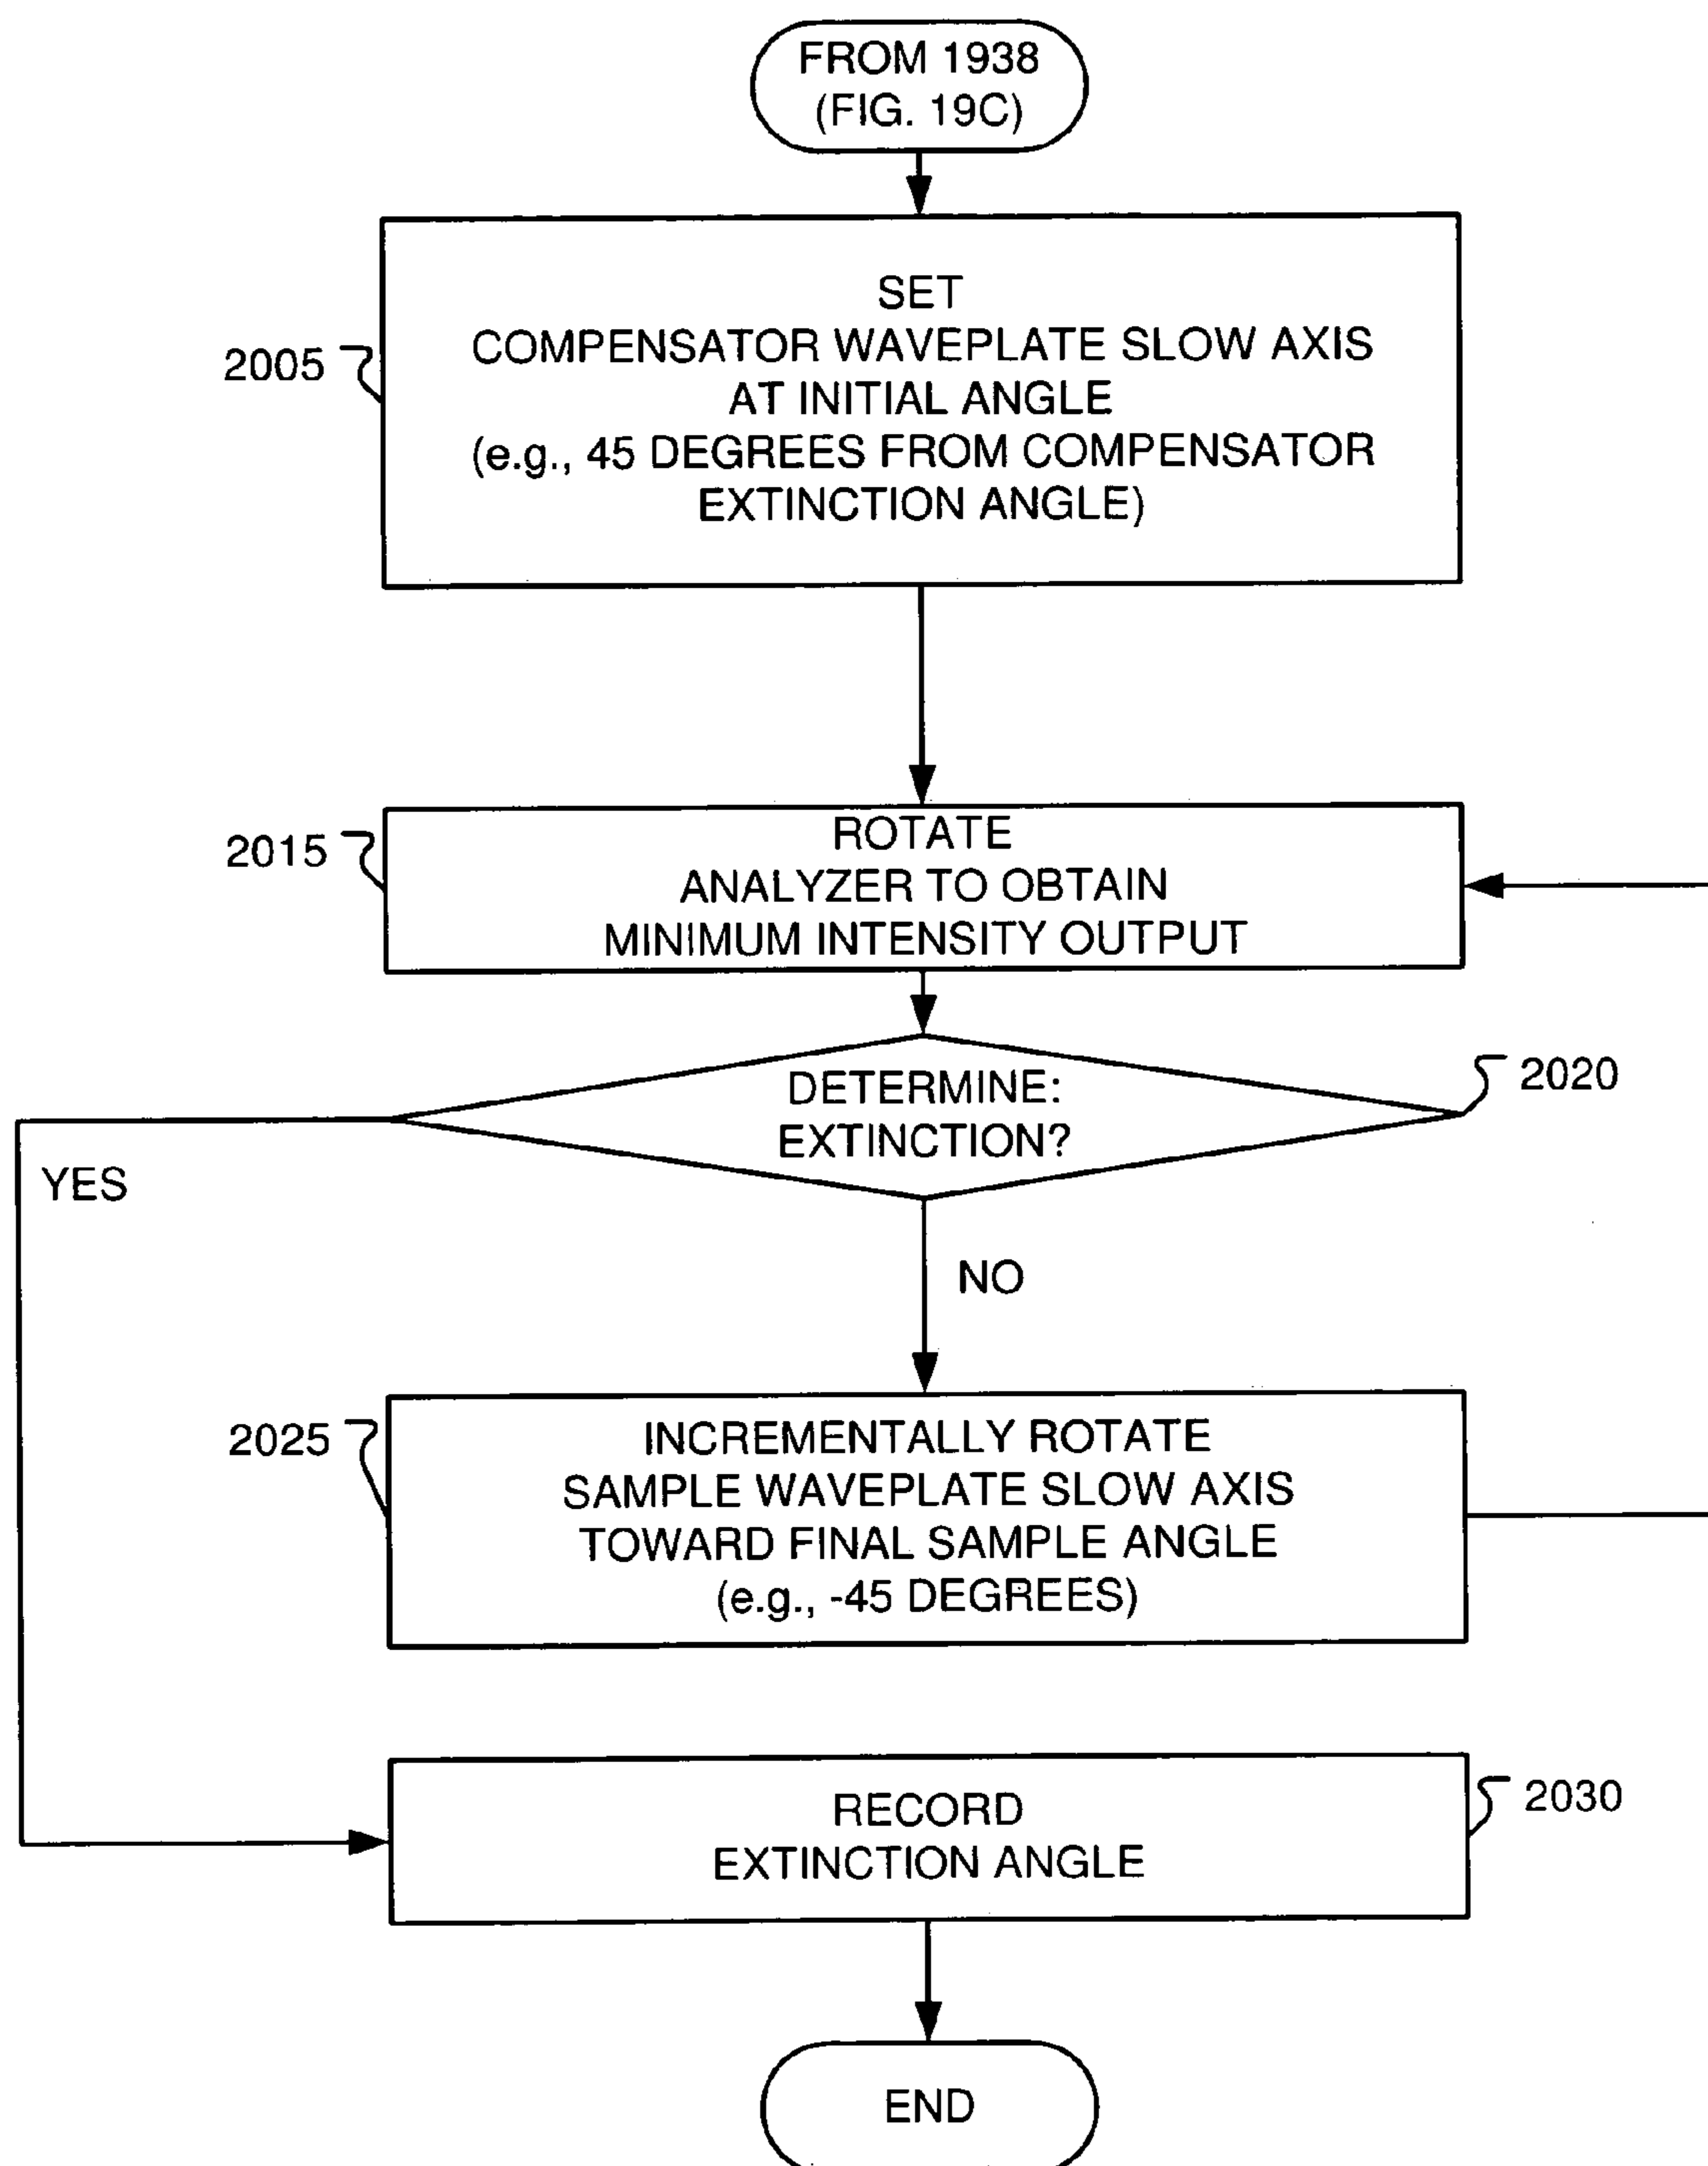 FROM 1938
(FIG. 19C)
SET
COMPENSATOR WAVEPLATE SLOW AXIS
AT INITIAL ANGLE
(e.g., 45 DEGREES FROM COMPENSATOR
EXTINCTION ANGLE)
2005
ROTATE
ANALYZER TO OBTAIN
MINIMUM INTENSITY OUTPUT
2015
DETERMINE:
EXTINCTION?
2020
YES
NO
INCREMENTALLY ROTATE
SAMPLE WAVEPLATE SLOW AXIS
TOWARD FINAL SAMPLE ANGLE
(e.g., -45 DEGREES)
2025
RECORD
EXTINCTION ANGLE
2030
END